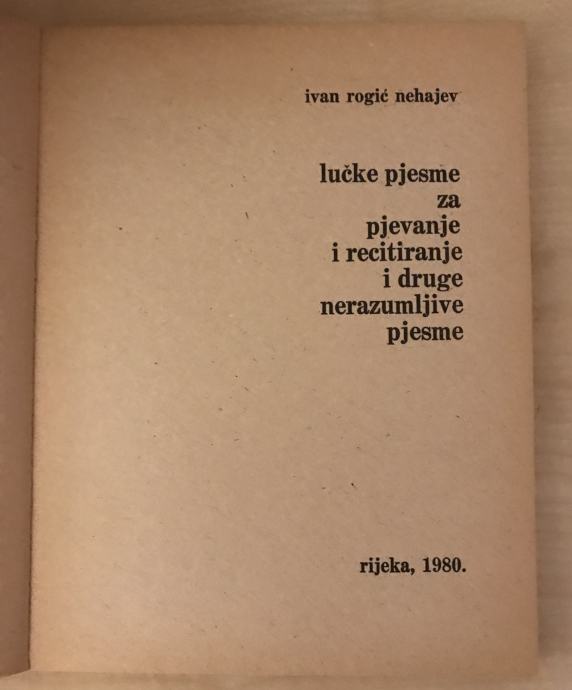 ivan rogić nehajev
lučke pjesme
za
pjevanje
i recitiranje
i druge
nerazumljive
pjesme
rijeka, 1980.